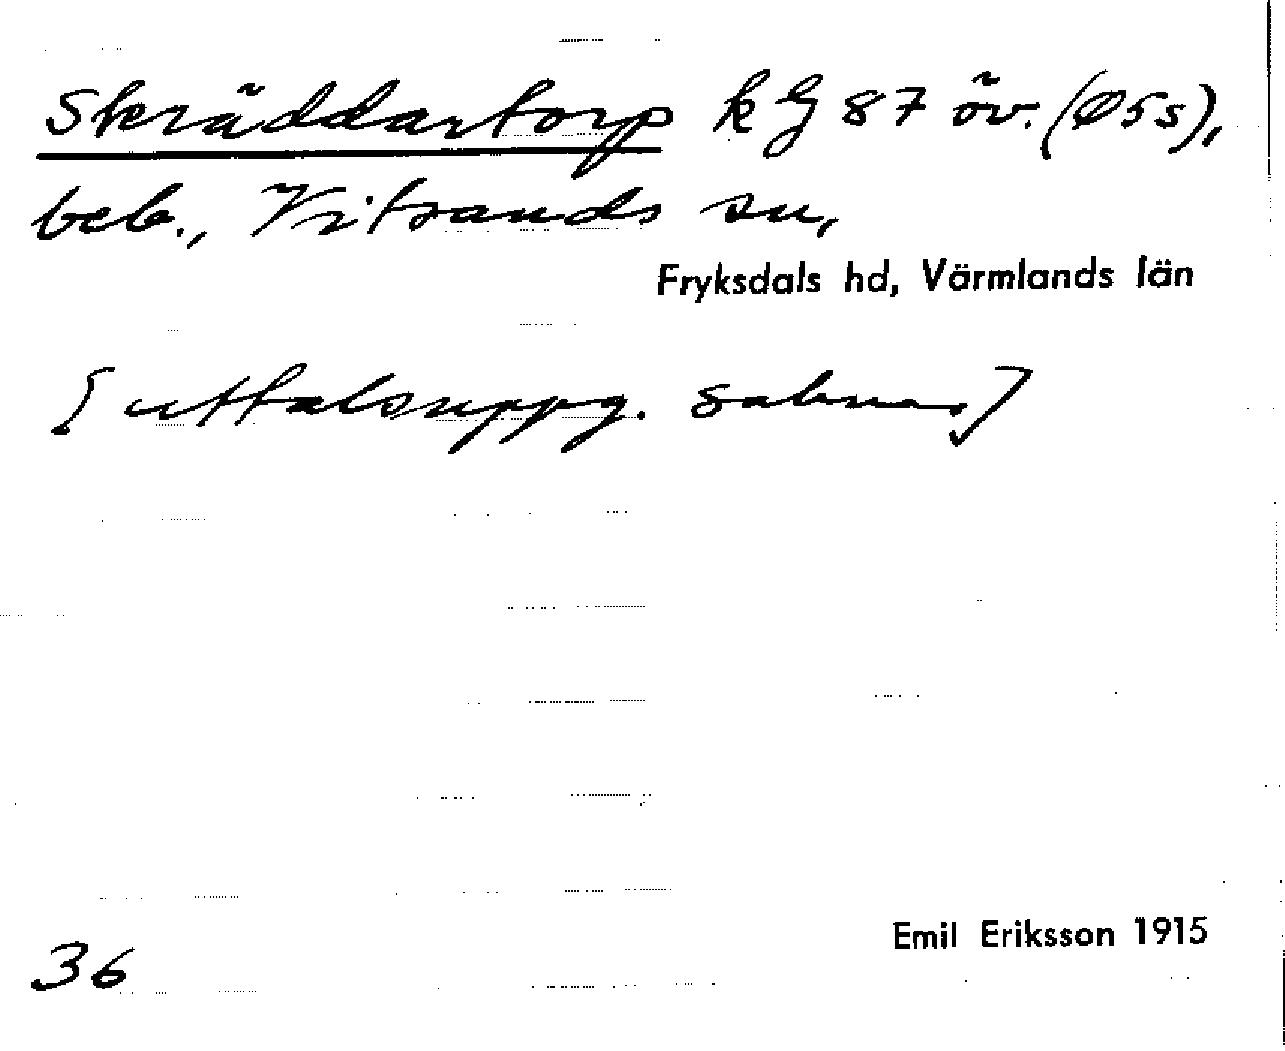 Skräddartorp kG 87 öv. (Ø5s),
beb., Vitsands sn,
Fryksdals hd, Värmlands län
[uttalsuppg. saknas]
36
Emil Eriksson 1915